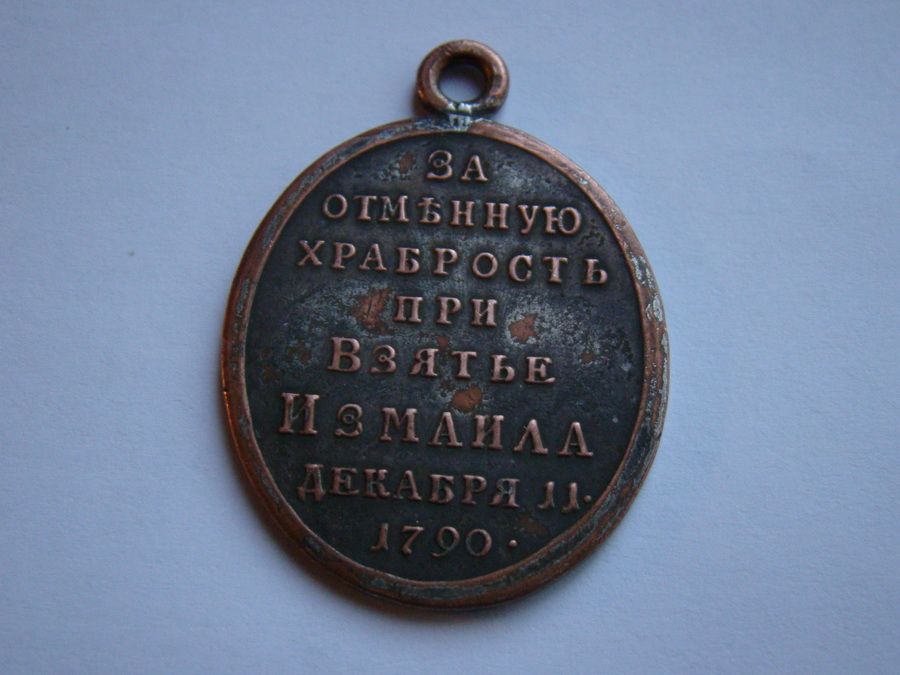 ЗА
ОТМѢННУЮ
ХРАБРОСТЬ
ПРИ
ВЗЯТЬЕ
ИЗМАИЛА
ДЕКАБРЯ 11.
1790.